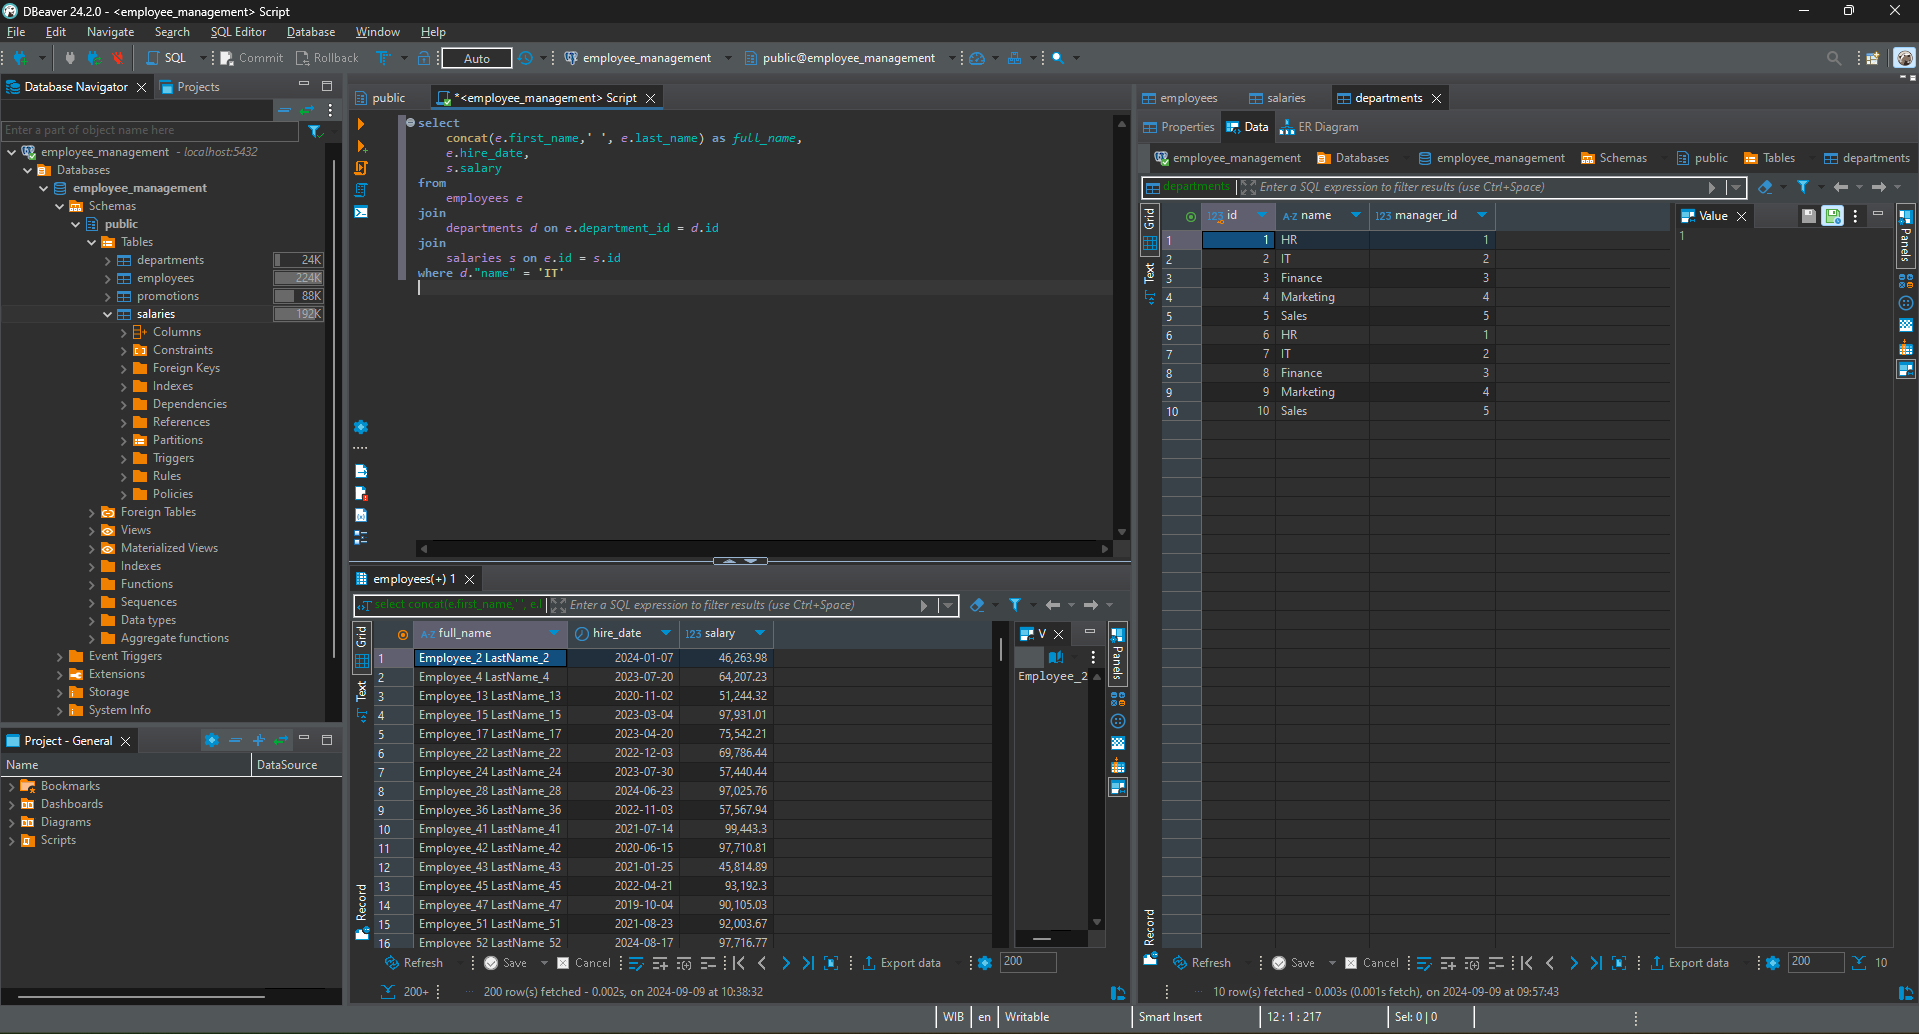 DBeaver 24.2.0 - <employee_management> Script
File Edit Navigate Search SQL Editor Database Window Help
SQL Commit Rollback Auto employee_management public@employee_management
Database Navigator Projects
Enter a part of object name here
employee_management - localhost:5432
Databases
employee_management
Schemas
public
Tables
departments 24K
employees 224K
promotions 88K
salaries 192K
Columns
Constraints
Foreign Keys
Indexes
Dependencies
References
Partitions
Triggers
Rules
Policies
Foreign Tables
Views
Materialized Views
Indexes
Functions
Sequences
Data types
Aggregate functions
Event Triggers
Extensions
Storage
System Info
Project - General
Name DataSource
Bookmarks
Dashboards
Diagrams
Scripts
public *<employee_management> Script
select
concat(e.first_name,' ', e.last_name) as full_name,
e.hire_date,
s.salary
from
employees e
join
departments d on e.department_id = d.id
join
salaries s on e.id = s.id
where d."name" = 'IT'
employees(+) 1
select concat(e.first_name,' ', e.l Enter a SQL expression to filter results (use Ctrl+Space)
Grid
Text
Record
A-Z full_name hire_date 123 salary
1 Employee_2 LastName_2 2024-01-07 46,263.98
2 Employee_4 LastName_4 2023-07-20 64,207.23
3 Employee_13 LastName_13 2020-11-02 51,244.32
4 Employee_15 LastName_15 2023-03-04 97,931.01
5 Employee_17 LastName_17 2023-04-20 75,542.21
6 Employee_22 LastName_22 2022-12-03 69,786.44
7 Employee_24 LastName_24 2023-07-30 57,440.44
8 Employee_28 LastName_28 2024-06-23 97,025.76
9 Employee_36 LastName_36 2022-11-03 57,567.94
10 Employee_41 LastName_41 2021-07-14 99,443.3
11 Employee_42 LastName_42 2020-06-15 97,710.81
12 Employee_43 LastName_43 2021-01-25 45,814.89
13 Employee_45 LastName_45 2022-04-21 93,192.3
14 Employee_47 LastName_47 2019-10-04 90,105.03
15 Employee_51 LastName_51 2021-08-23 92,003.67
16 Employee_52 LastName_52 2024-08-17 97,716.77
V
Employee_2
Panels
Refresh Save Cancel Export data 200
200+ 200 row(s) fetched - 0.002s, on 2024-09-09 at 10:38:32
employees salaries departments
Properties Data ER Diagram
employee_management Databases employee_management Schemas public Tables departments
departments Enter a SQL expression to filter results (use Ctrl+Space)
Grid
Text
Record
123 id A-Z name 123 manager_id
1 1 HR 1
2 2 IT 2
3 3 Finance 3
4 4 Marketing 4
5 5 Sales 5
6 6 HR 1
7 7 IT 2
8 8 Finance 3
9 9 Marketing 4
10 10 Sales 5
Value
1
Panels
Refresh Save Cancel Export data 200 10
10 row(s) fetched - 0.003s (0.001s fetch), on 2024-09-09 at 09:57:43
WIB en Writable Smart Insert 12 : 1 : 217 Sel: 0 | 0